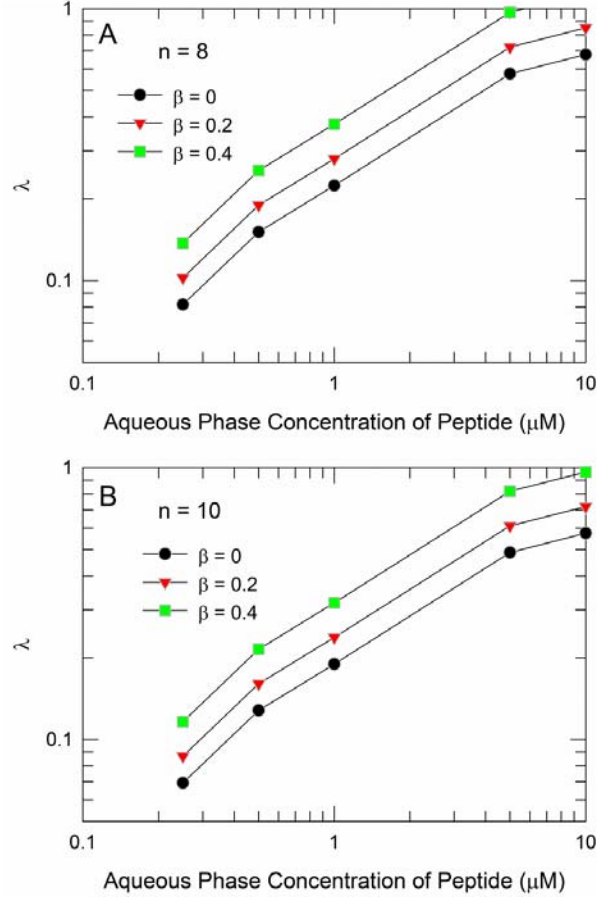 1
A
n = 8
β = 0
β = 0.2
β = 0.4
λ
0.1
0.1
1
10
Aqueous Phase Concentration of Peptide (μM)
1
B
n = 10
β = 0
β = 0.2
β = 0.4
λ
0.1
0.1
1
10
Aqueous Phase Concentration of Peptide (μM)